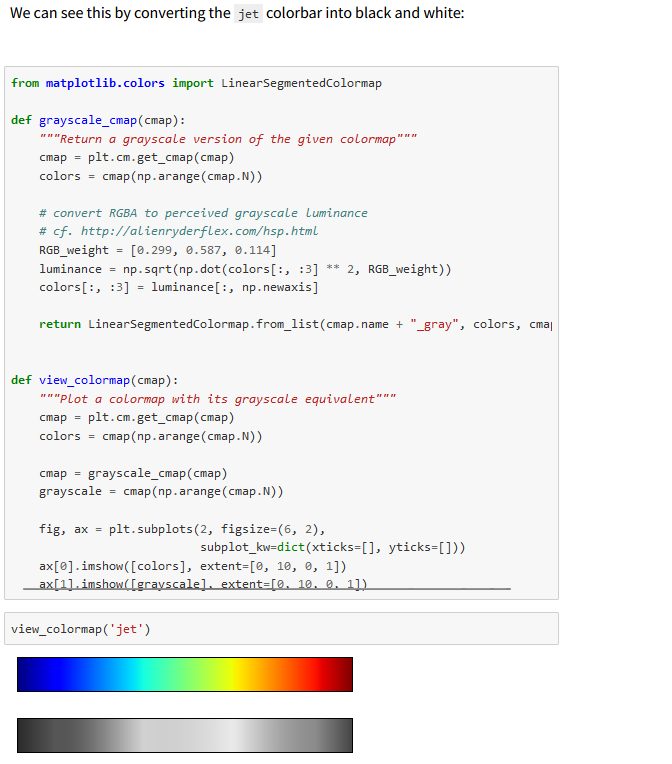 We can see this by converting the jet colorbar into black and white:
from matplotlib.colors import LinearSegmentedColormap
def grayscale_cmap(cmap):
"""Return a grayscale version of the given colormap"""
cmap = plt.cm.get_cmap(cmap)
colors = cmap(np.arange(cmap.N))
# convert RGBA to perceived grayscale luminance
# cf. http://alienryderflex.com/hsp.html
RGB_weight = [0.299, 0.587, 0.114]
luminance = np.sqrt(np.dot(colors[:, :3] ** 2, RGB_weight))
colors[:, :3] = luminance[:, np.newaxis]
return LinearSegmentedColormap.from_list(cmap.name + "_gray", colors, cmap
def view_colormap(cmap):
"""Plot a colormap with its grayscale equivalent"""
cmap = plt.cm.get_cmap(cmap)
colors = cmap(np.arange(cmap.N))
cmap = grayscale_cmap(cmap)
grayscale = cmap(np.arange(cmap.N))
fig, ax = plt.subplots(2, figsize=(6, 2),
subplot_kw=dict(xticks=[], yticks=[]))
ax[0].imshow([colors], extent=[0, 10, 0, 1])
ax[1].imshow([grayscale], extent=[0, 10, 0, 1])
view_colormap('jet')